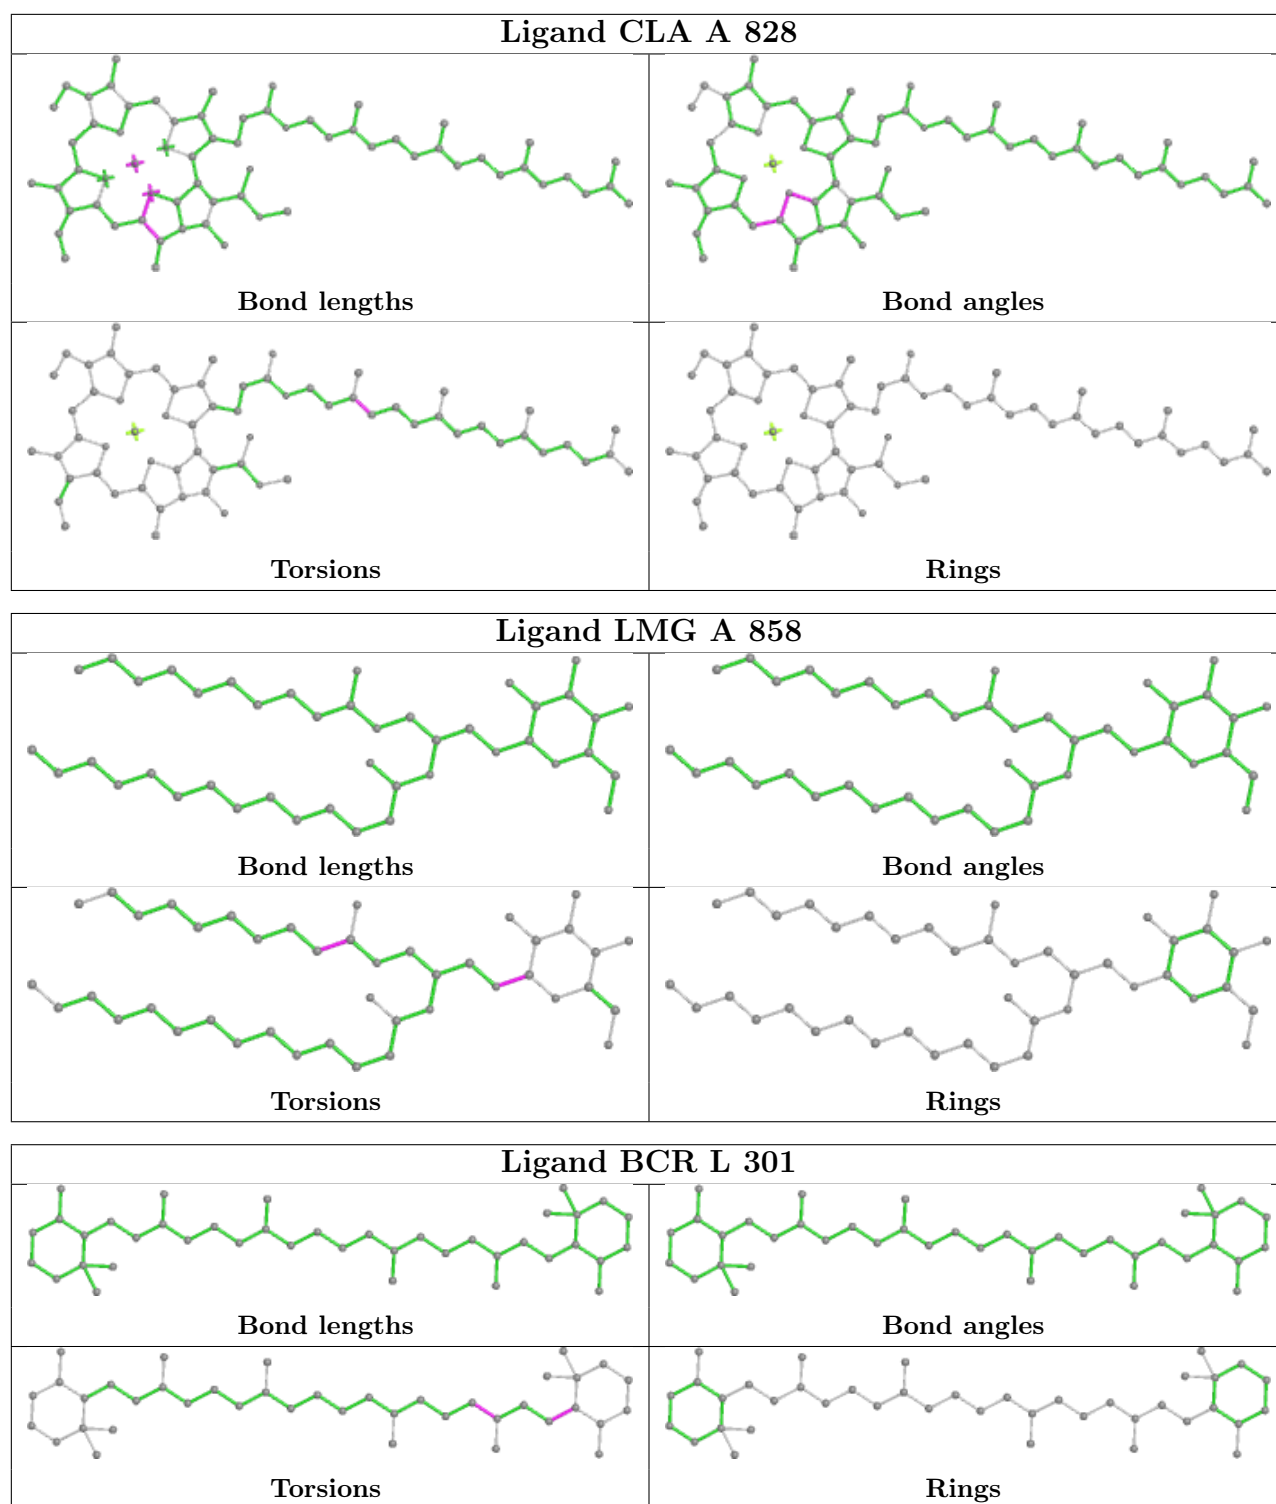 Ligand CLA A 828
Bond lengths
Bond angles
Torsions
Rings
Ligand LMG A 858
Bond lengths
Bond angles
Torsions
Rings
Ligand BCR L 301
Bond lengths
Bond angles
Torsions
Rings